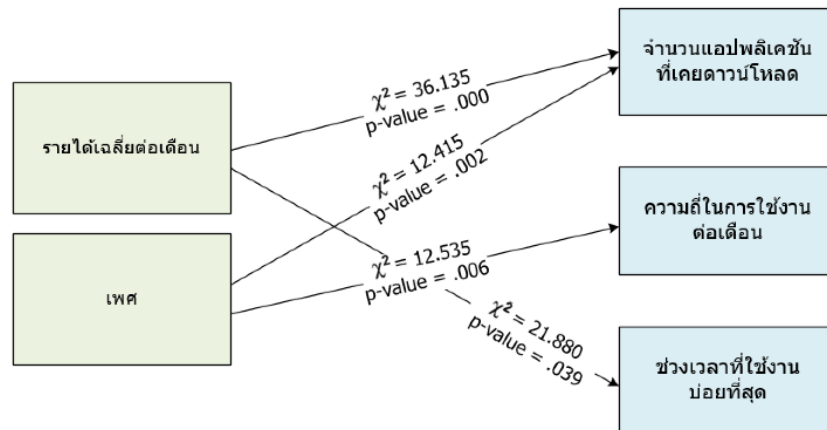 รายได้เฉลี่ยต่อเดือน
เพศ
χ² = 36.135
p-value = .000
χ² = 12.415
p-value = .002
χ² = 12.535
p-value = .006
χ² = 21.880
p-value = .039
จำนวนแอปพลิเคชัน
ที่เคยดาวน์โหลด
ความถี่ในการใช้งาน
ต่อเดือน
ช่วงเวลาที่ใช้งาน
บ่อยที่สุด